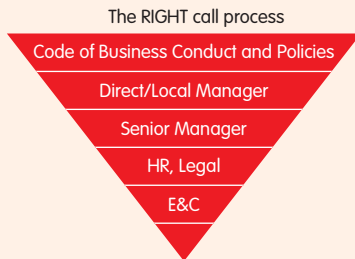 The RIGHT call process
Code of Business Conduct and Policies
Direct/Local Manager
Senior Manager
HR, Legal
E&C